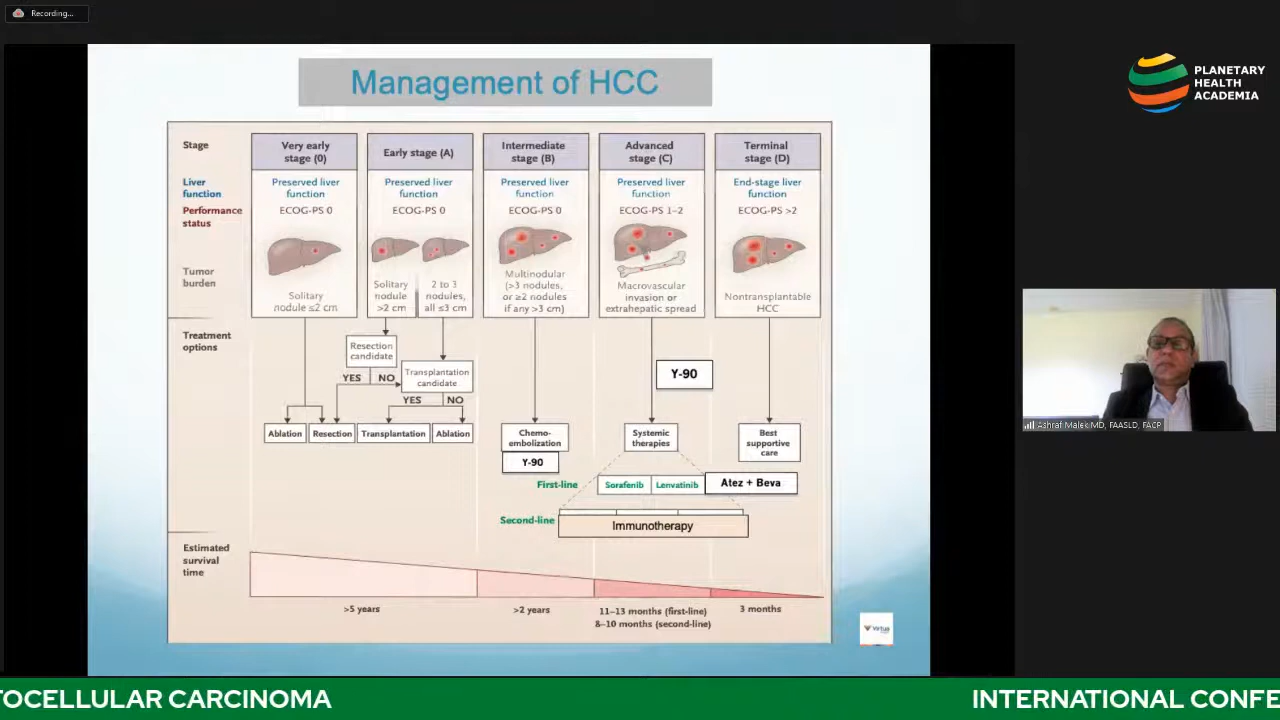 Recording...
PLANETARY
HEALTH
ACADEMIA
Management of HCC
Stage
Very early
stage (0)
Early stage (A)
Intermediate
stage (B)
Advanced
stage (C)
Terminal
stage (D)
Liver
function
Preserved liver
function
Preserved liver
function
Preserved liver
function
Preserved liver
function
End-stage liver
function
Performance
status
ECOG-PS 0
ECOG-PS 0
ECOG-PS 0
ECOG-PS 1–2
ECOG-PS >2
Tumor
burden
Solitary
nodule ≤2 cm
Solitary
nodule
>2 cm
2 to 3
nodules,
all ≤3 cm
Multinodular
(>3 nodules,
or ≥2 nodules
if any >3 cm)
Macrovascular
invasion or
extrahepatic spread
Nontransplantable
HCC
Treatment
options
Resection
candidate
YES
NO
Transplantation
candidate
YES
NO
Y-90
Ablation
Resection
Transplantation
Ablation
Chemo-
embolization
Y-90
Systemic
therapies
Best
supportive
care
First-line
Sorafenib
Lenvatinib
Atez + Beva
Second-line
Immunotherapy
Estimated
survival
time
>5 years
>2 years
11–13 months (first-line)
8–10 months (second-line)
3 months
Virtua
Ashraf Malek MD, FAASLD, FACP
TOCELLULAR CARCINOMA
INTERNATIONAL CONFE